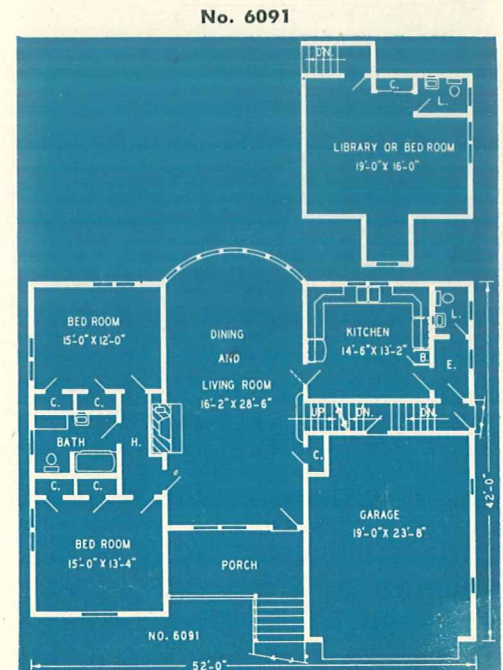 No. 6091
DN.
C.
L.
LIBRARY OR BED ROOM
19'-0" X 16'-0"
BED ROOM
15'-0" X 12'-0"
DINING
AND
LIVING ROOM
16'-2" X 28'-6"
KITCHEN
14'-6" X 13'-2"
L.
B.
E.
C.
C.
BATH
H.
UP
DN.
DN.
C.
C.
C.
BED ROOM
15'-0" X 13'-4"
GARAGE
19'-0" X 23'-8"
42'-0"
PORCH
NO. 6091
52'-0"